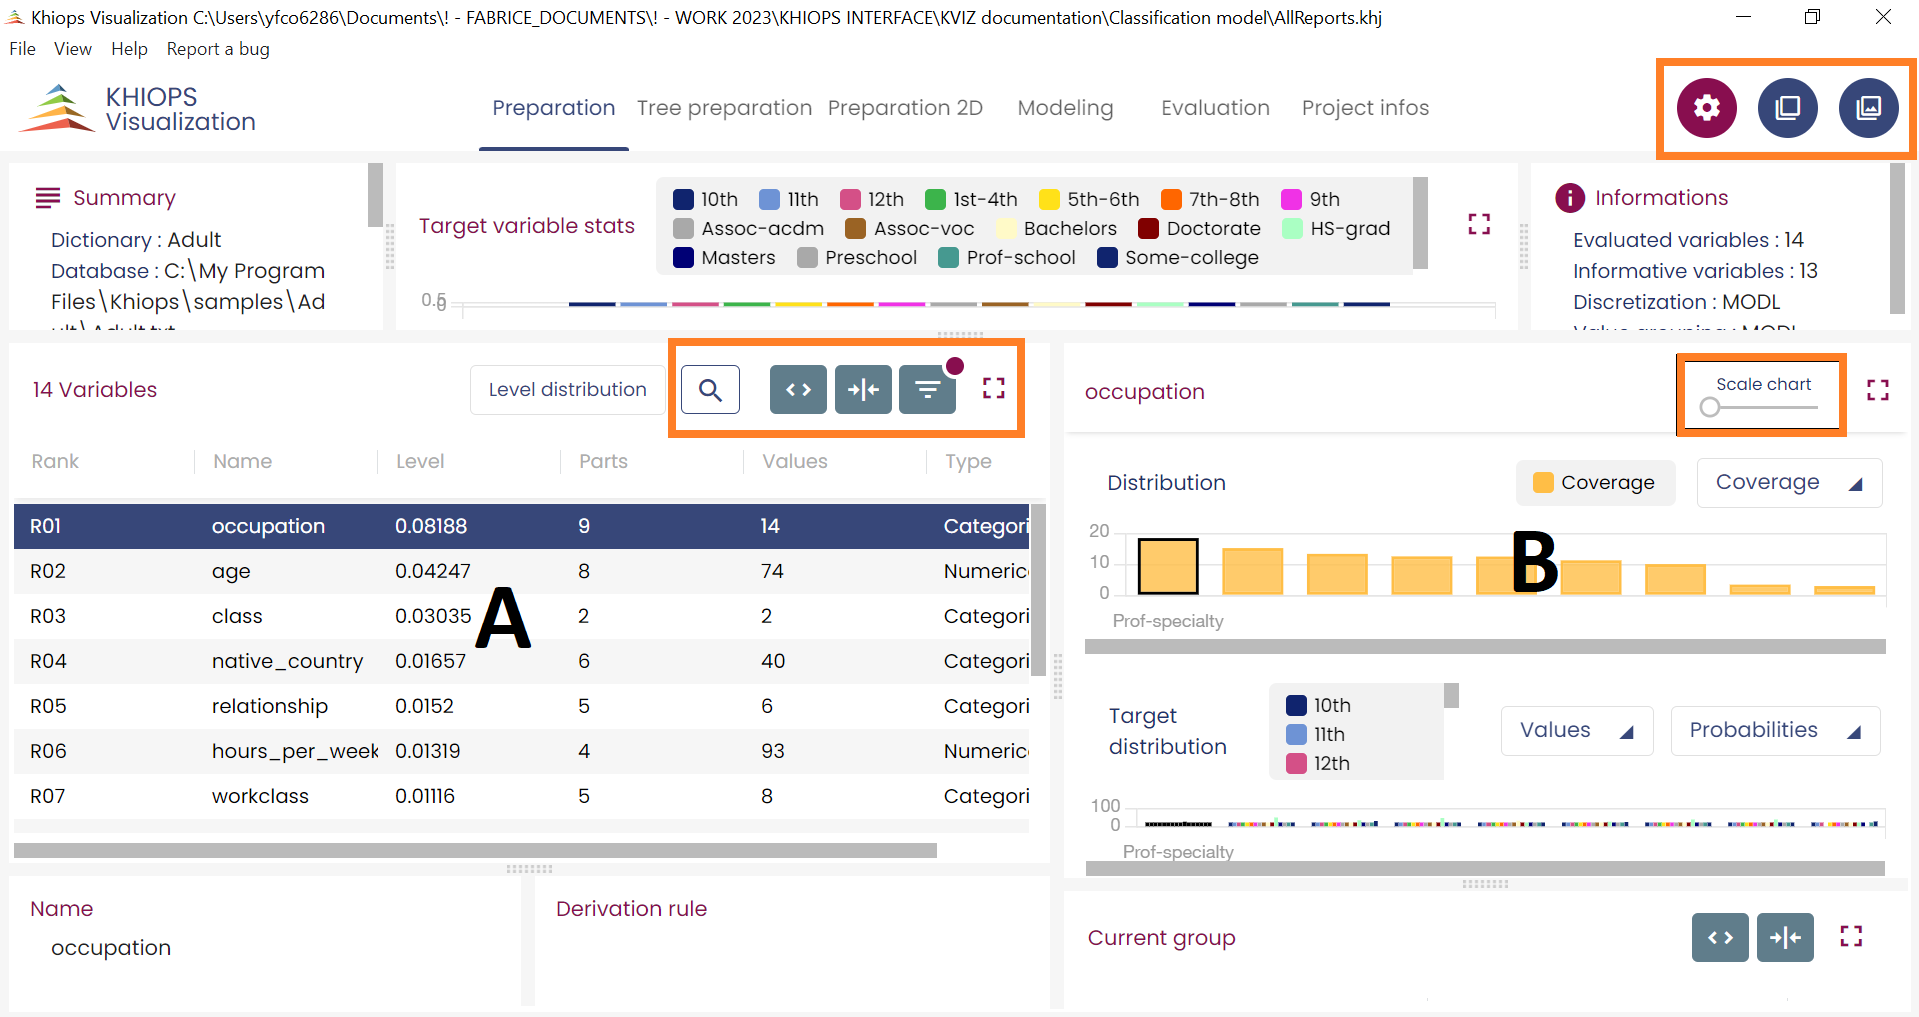 Khiops Visualization C:\Users\yfco6286\Documents\! - FABRICE_DOCUMENTS\! - WORK 2023\KHIOPS INTERFACE\KVIZ documentation\Classification model\AllReports.khj
File View Help Report a bug
KHIOPS
Visualization
Preparation Tree preparation Preparation 2D Modeling Evaluation Project infos
Summary
Dictionary : Adult
Database : C:\My Program
Files\Khiops\samples\Ad
ult\Adult.txt
Target variable stats
10th 11th 12th 1st-4th 5th-6th 7th-8th 9th
Assoc-acdm Assoc-voc Bachelors Doctorate HS-grad
Masters Preschool Prof-school Some-college
0.5
0
Informations
Evaluated variables : 14
Informative variables : 13
Discretization : MODL
Value grouping : MODL
14 Variables
Level distribution
Rank Name Level Parts Values Type
R01 occupation 0.08188 9 14 Categori
R02 age 0.04247 8 74 Numeric
R03 class 0.03035 2 2 Categori
R04 native_country 0.01657 6 40 Categori
R05 relationship 0.0152 5 6 Categori
R06 hours_per_week 0.01319 4 93 Numeric
R07 workclass 0.01116 5 8 Categori
A
Name
occupation
Derivation rule
occupation
Scale chart
Distribution
Coverage
Coverage
20
10
0
B
Prof-specialty
Target
distribution
10th
11th
12th
Values
Probabilities
100
0
Prof-specialty
Current group